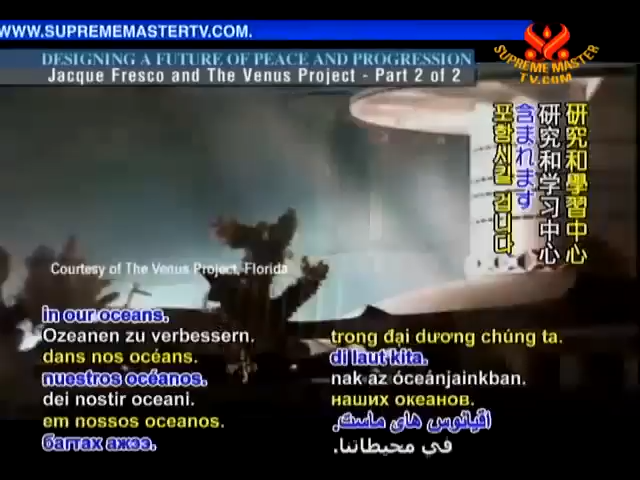 WWW.SUPREMEMASTERTV.COM.
DESIGNING A FUTURE OF PEACE AND PROGRESSION
Jacque Fresco and The Venus Project - Part 2 of 2
SUPREME MASTER
TV.COM
研究和學習中心
研究和学习中心
含まれます
포함시킬 겁니다
Courtesy of The Venus Project, Florida
in our oceans.
Ozeanen zu verbessern.
dans nos océans.
nuestros océanos.
dei nostir oceani.
em nossos oceanos.
багтах ажээ.
trong đại dương chúng ta.
di laut kita.
nak az óceánjainkban.
наших океанов.
اقیانوس های ماست.
في محيطاتنا.